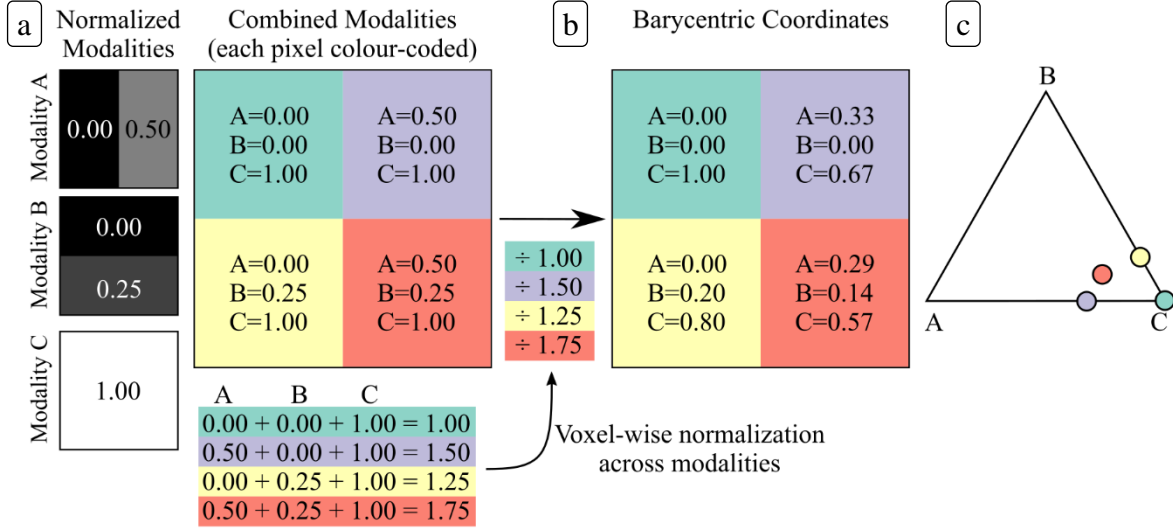 a
Normalized
Modalities
Modality A
0.00 0.50
Modality B
0.00
0.25
Modality C
1.00
Combined Modalities
(each pixel colour-coded)
A=0.00
B=0.00
C=1.00
A=0.50
B=0.00
C=1.00
A=0.00
B=0.25
C=1.00
A=0.50
B=0.25
C=1.00
A B C
0.00 + 0.00 + 1.00 = 1.00
0.50 + 0.00 + 1.00 = 1.50
0.00 + 0.25 + 1.00 = 1.25
0.50 + 0.25 + 1.00 = 1.75
÷ 1.00
÷ 1.50
÷ 1.25
÷ 1.75
Voxel-wise normalization
across modalities
b
Barycentric Coordinates
A=0.00
B=0.00
C=1.00
A=0.33
B=0.00
C=0.67
A=0.00
B=0.20
C=0.80
A=0.29
B=0.14
C=0.57
c
B
A
C